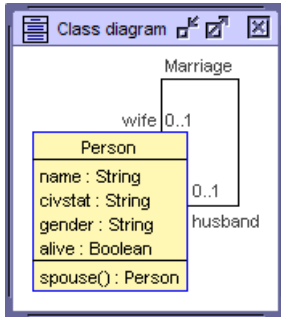 Class diagram
Marriage
wife 0..1
Person
name : String
civstat : String
gender : String
alive : Boolean
0..1
husband
spouse() : Person